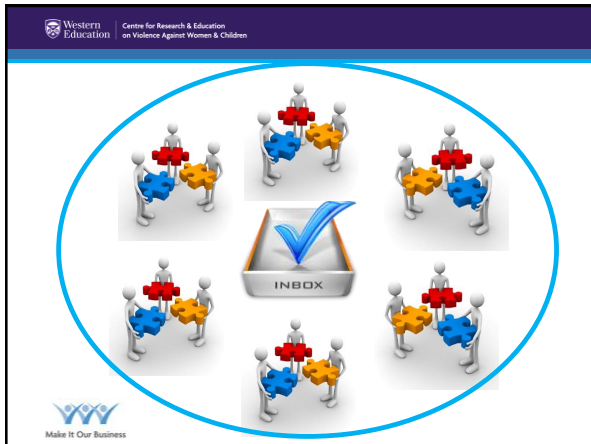 Western
Education
Centre for Research & Education
on Violence Against Women & Children
INBOX
Make It Our Business